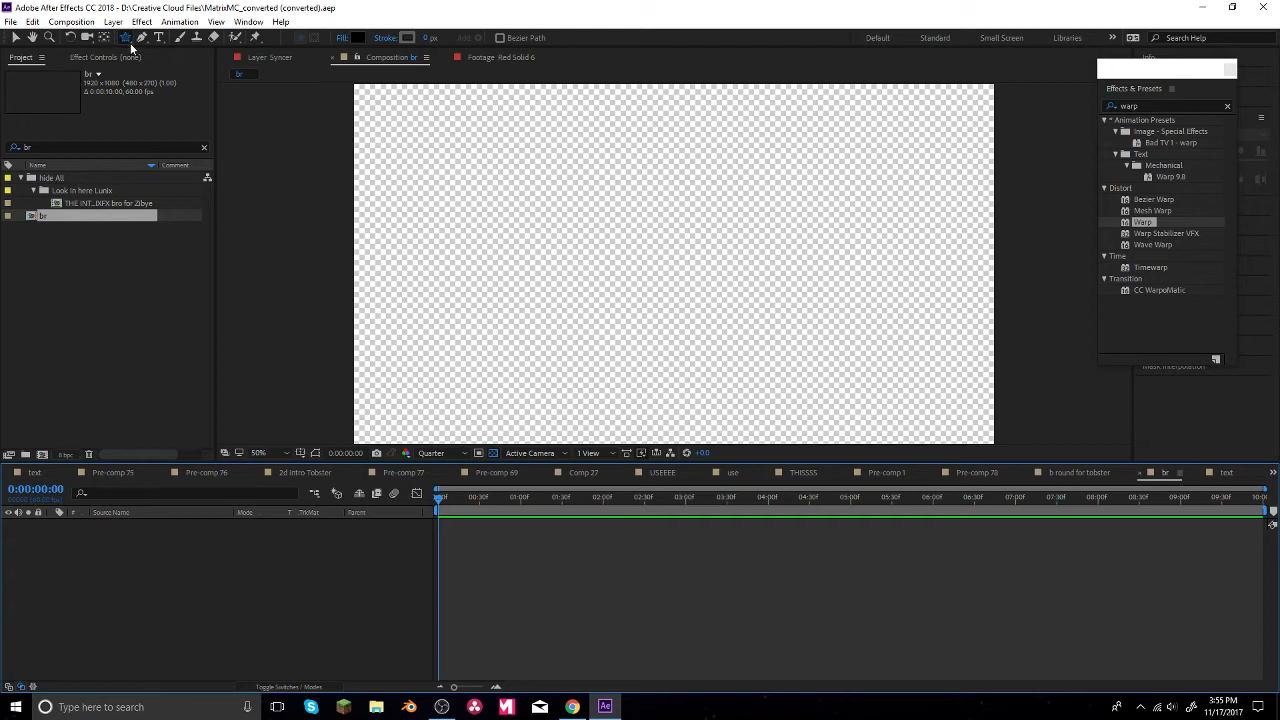 Adobe After Effects CC 2018 - D:\Creative Cloud Files\MatrixMC_converted (converted).aep
File Edit Composition Layer Effect Animation View Window Help
Fill: Stroke: 0 px Add: Bezier Path Default Standard Small Screen Libraries Search Help
Project Effect Controls (none) Layer Syncer Composition br Footage Red Solid 6 Info
br
1920 x 1080 (480 x 270) (1.00)
Δ 0:00:10:00, 60.00 fps
br
Effects & Presets
warp
br
Name Comment
hide All
Look in here Lunix
THE INT...IXFX bro for Zibye
br
* Animation Presets
Image - Special Effects
Bad TV 1 - warp
Text
Mechanical
Warp 9.8
Distort
Bezier Warp
Mesh Warp
Warp
Warp Stabilizer VFX
Wave Warp
Time
Timewarp
Transition
CC WarpoMatic
Mask Interpolation
8 bpc 50% 0:00:00:00 Quarter Active Camera 1 View +0.0
text Pre-comp 75 Pre-comp 76 2d intro Tobster Pre-comp 77 Pre-comp 69 Comp 27 USEEEE use THISSSS Pre-comp 1 Pre-comp 78 b round for tobster br text
0:00:00:00
# Source Name Mode T TrkMat Parent
00:30f 01:00f 01:30f 02:00f 02:30f 03:00f 03:30f 04:00f 04:30f 05:00f 05:30f 06:00f 06:30f 07:00f 07:30f 08:00f 08:30f 09:00f 09:30f 10:00
Toggle Switches / Modes
Type here to search
3:55 PM
11/17/2017